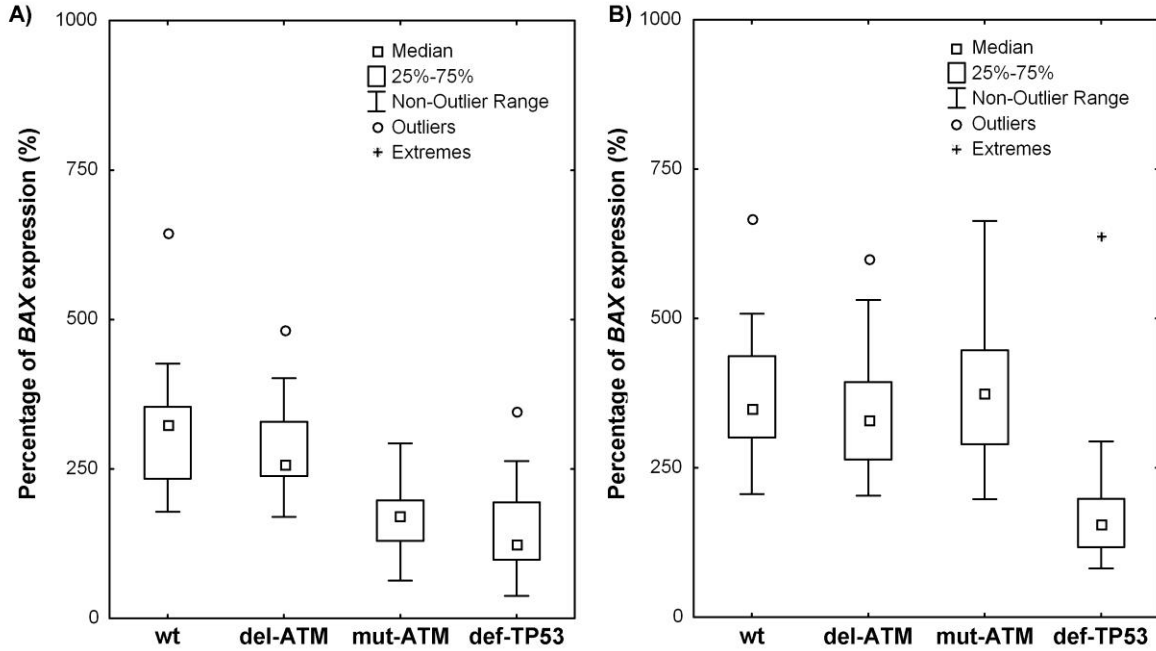 A)
Percentage of BAX expression (%)
1000
750
500
250
0
Median
25%-75%
Non-Outlier Range
Outliers
Extremes
wt del-ATM mut-ATM def-TP53
B)
Percentage of BAX expression (%)
1000
750
500
250
0
Median
25%-75%
Non-Outlier Range
Outliers
Extremes
wt del-ATM mut-ATM def-TP53